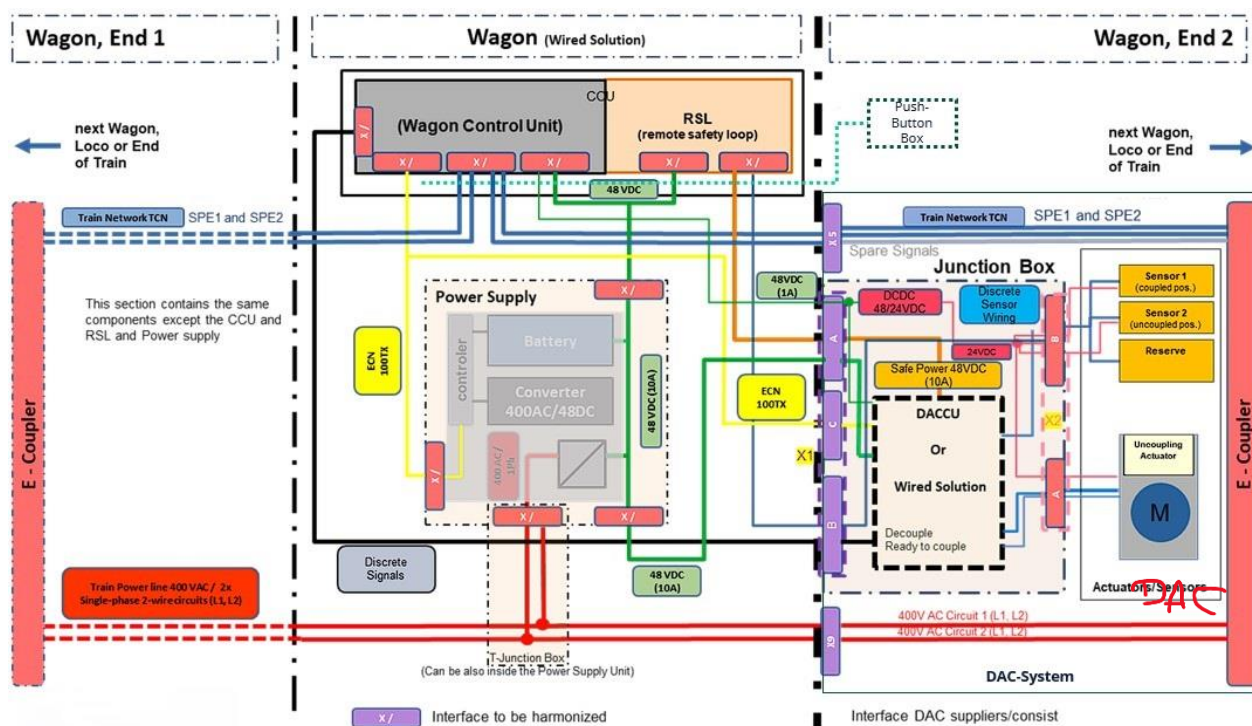 Wagon, End 1
Wagon (Wired Solution)
Wagon, End 2
next Wagon,
Loco or End
of Train
CCU
(Wagon Control Unit)
RSL
(remote safety loop)
X /
X /
X /
X /
X /
X /
Push-
Button
Box
next Wagon,
Loco or End
of Train
48 VDC
Train Network TCN
SPE1 and SPE2
Train Network TCN
SPE1 and SPE2
X5
Spare Signals
E - Coupler
E - Coupler
This section contains the same
components except the CCU and
RSL and Power supply
Power Supply
X /
Battery
controler
Converter
400AC/48DC
400 AC /
1Ph
48 VDC (10A)
X /
X /
X /
ECN
100TX
48VDC
(1A)
Junction Box
DCDC
48/24VDC
Discrete
Sensor
Wiring
24VDC
Safe Power 48VDC
(10A)
Sensor 1
(coupled pos.)
Sensor 2
(uncoupled pos.)
Reserve
A
B
C
B
A
ECN
100TX
X1
X2
DACCU
Or
Wired Solution
Decouple
Ready to couple
Uncoupling
Actuator
M
Actuators/Sensors
DAC
Discrete
Signals
48 VDC
(10A)
Train Power line 400 VAC / 2x
Single-phase 2-wire circuits (L1, L2)
400V AC Circuit 1 (L1, L2)
400V AC Circuit 2 (L1, L2)
X9
T-Junction Box
(Can be also inside the Power Supply Unit)
DAC-System
X /
Interface to be harmonized
Interface DAC suppliers/consist